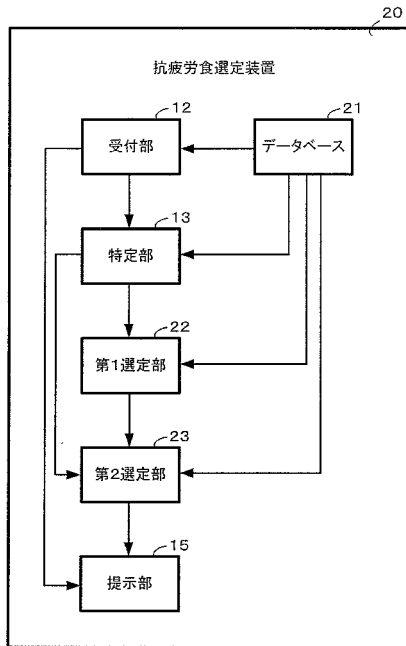 20
抗疲労食選定装置
12
21
受付部
データベース
13
特定部
22
第1選定部
23
第2選定部
15
提示部